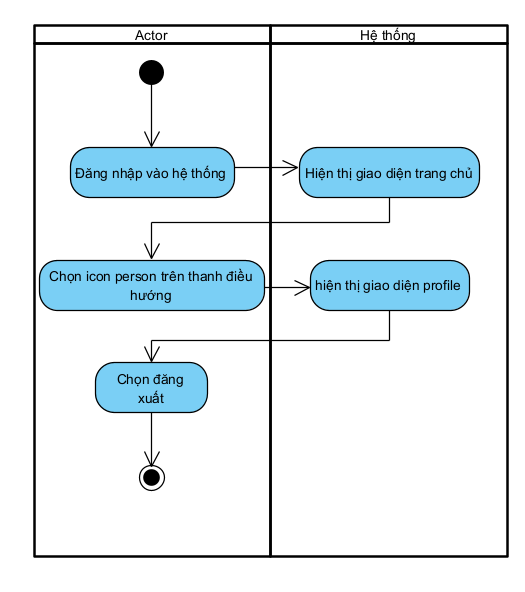 Actor
Hệ thống
Đăng nhập vào hệ thống
Hiện thị giao diện trang chủ
Chọn icon person trên thanh điều
hướng
hiện thị giao diện profile
Chọn đăng
xuất